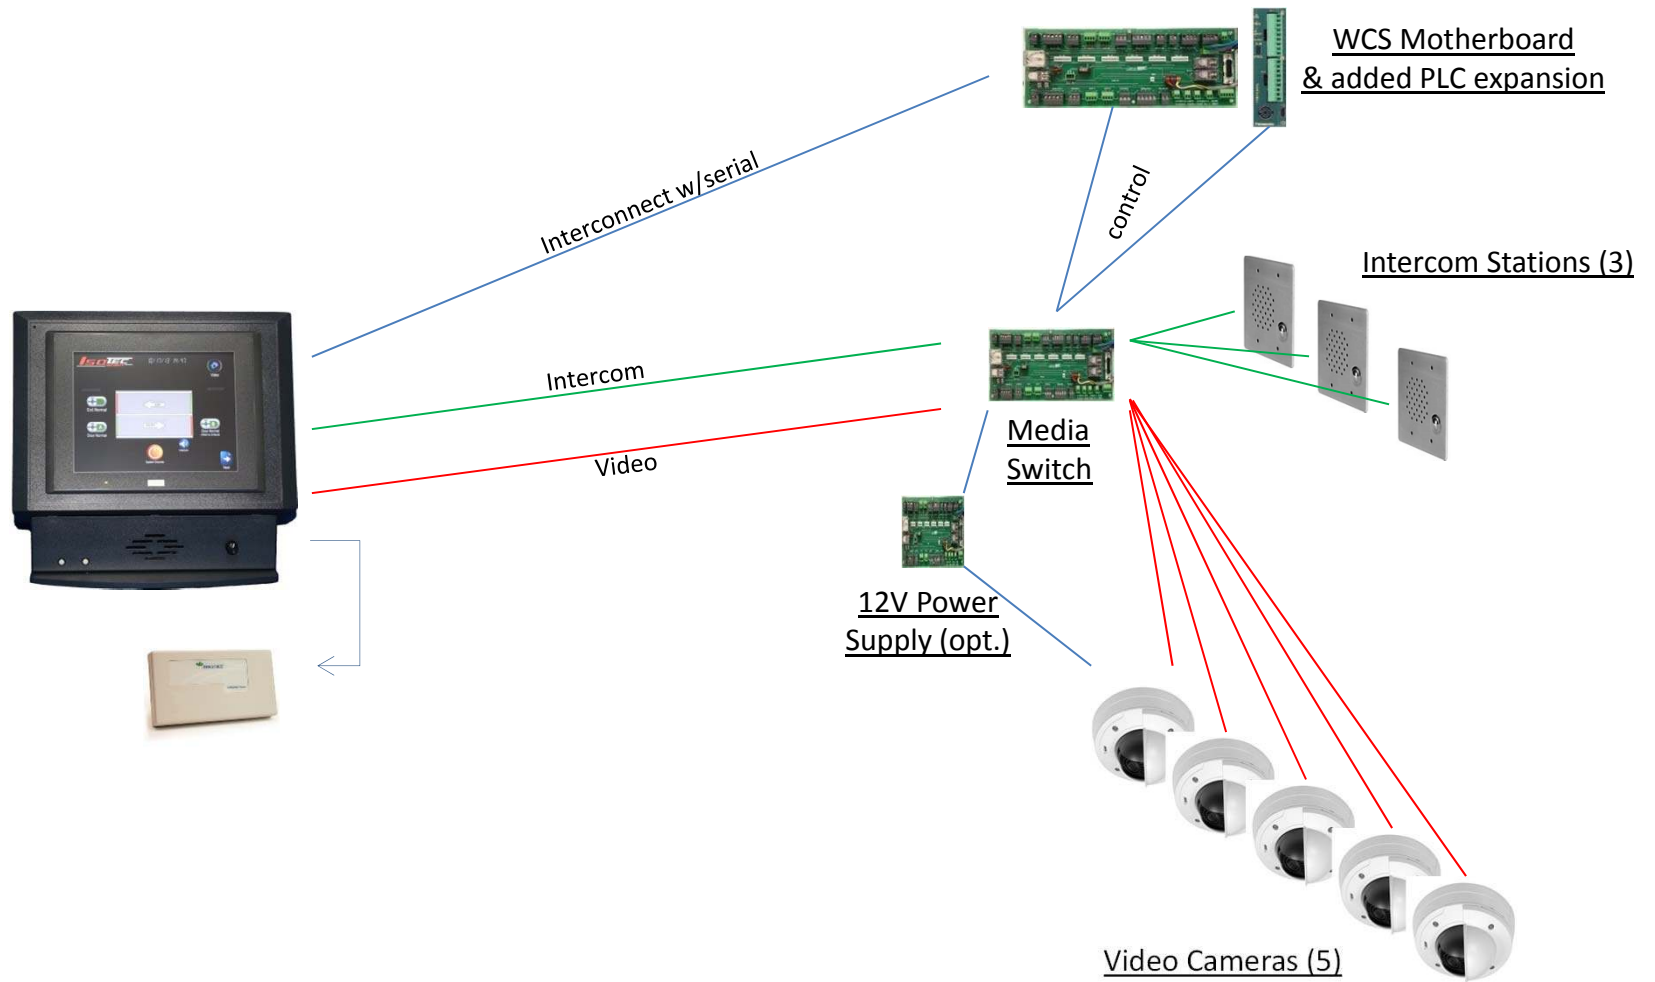 WCS Motherboard
& added PLC expansion
Interconnect w/serial
control
Intercom Stations (3)
IsoTEC
Intercom
Video
Media
Switch
12V Power
Supply (opt.)
Video Cameras (5)